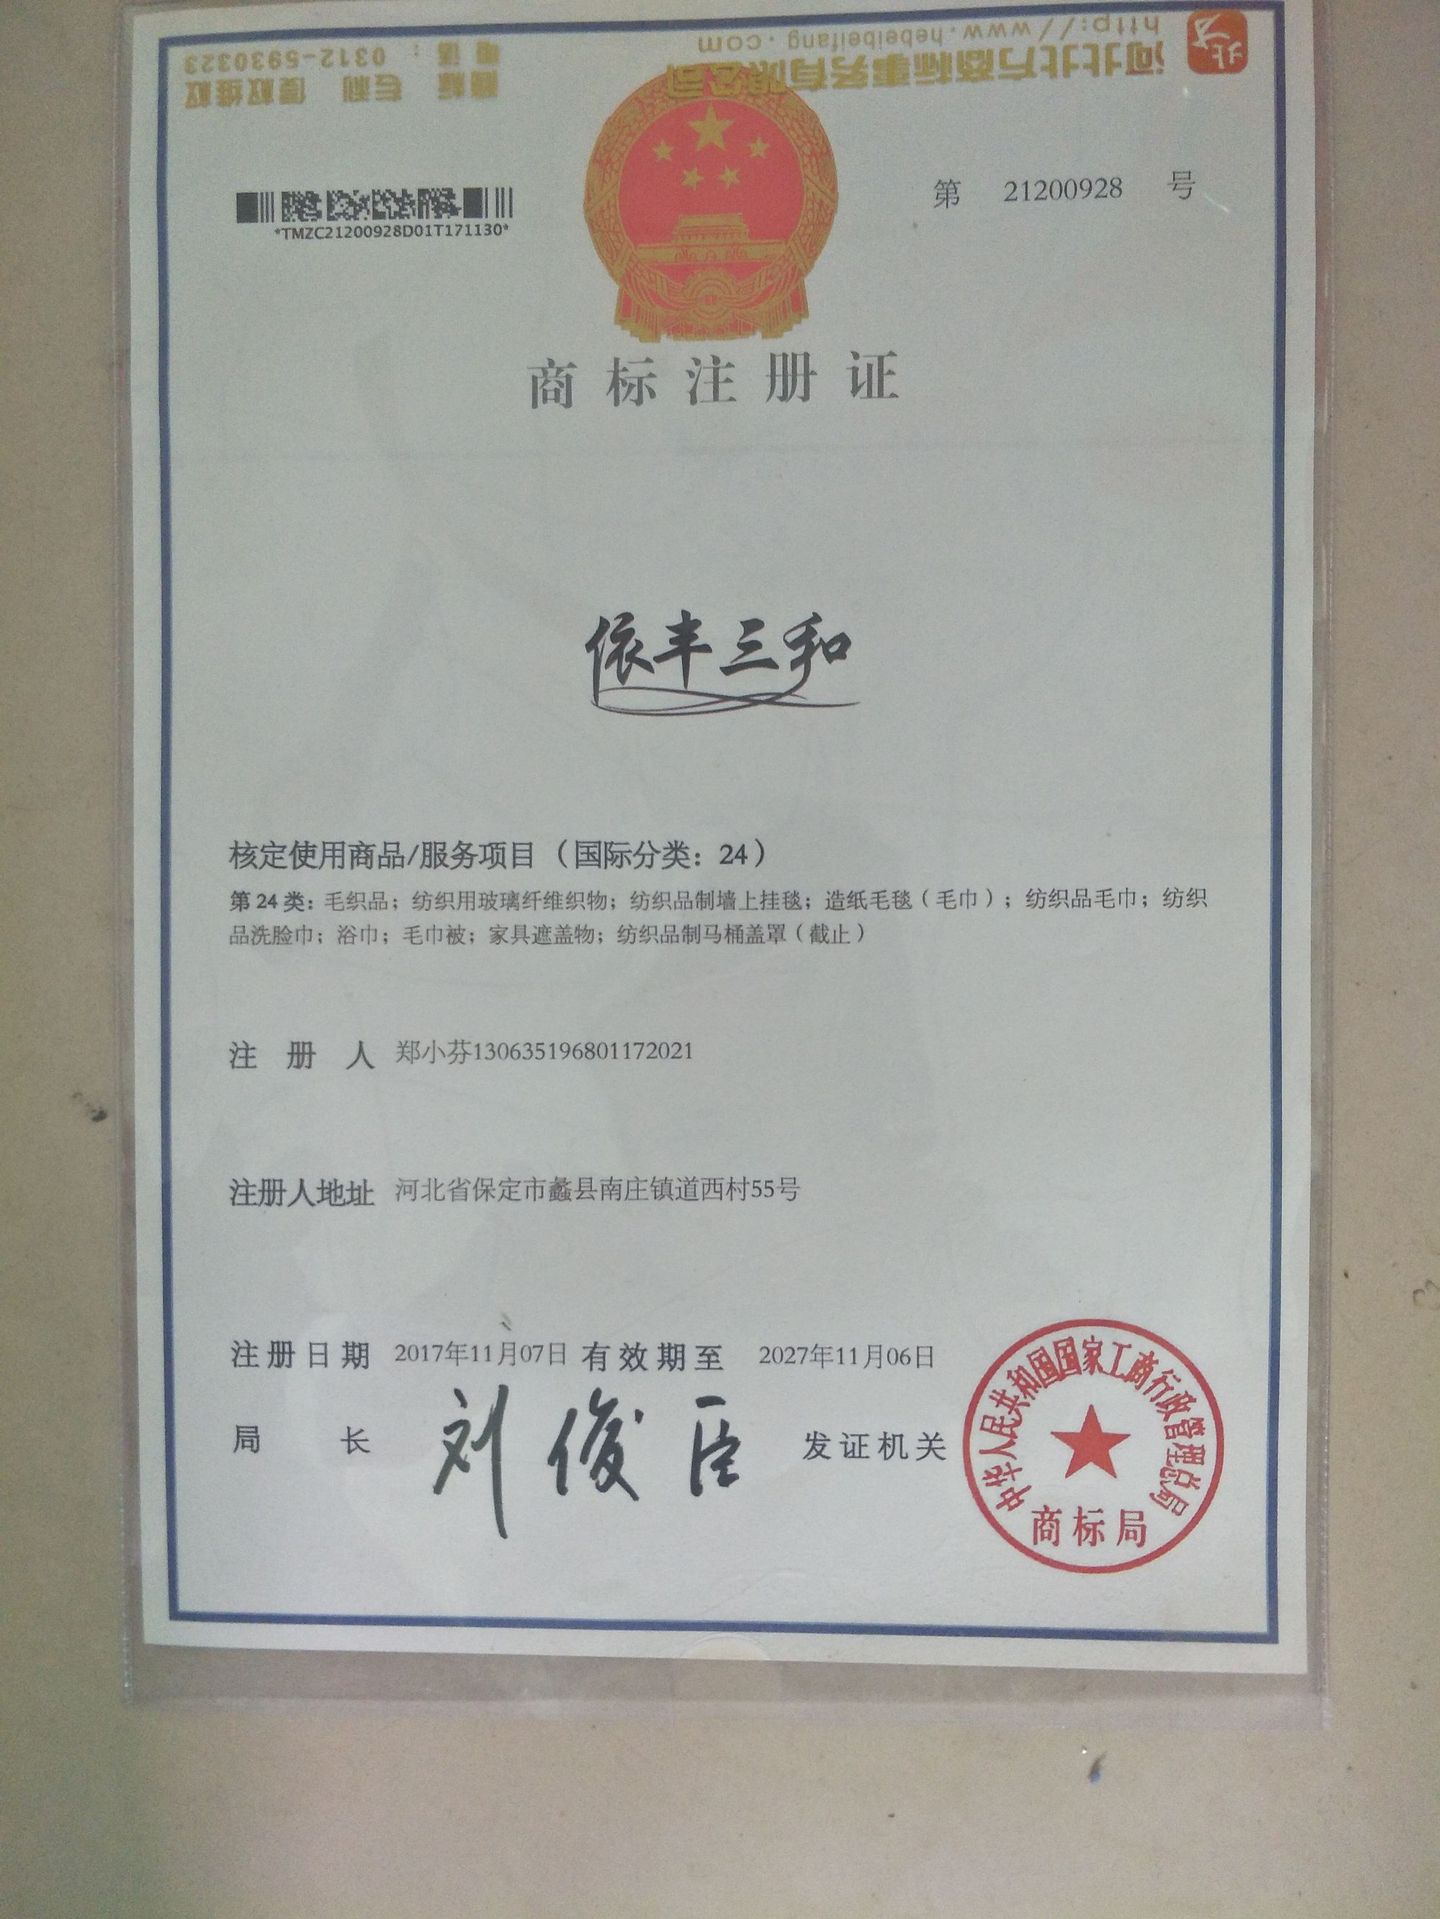 北方
http://www.hebeibeifang.com
河北北方商标事务有限公司
电 话：0312-5930323
商标 专利 侵权维权
*TMZC21200928D01T171130*
第 21200928 号
商标注册证
依丰三和
核定使用商品/服务项目（国际分类：24）
第24类：毛织品；纺织用玻璃纤维织物；纺织品制墙上挂毯；造纸毛毯（毛巾）；纺织品毛巾；纺织
品洗脸巾；浴巾；毛巾被；家具遮盖物；纺织品制马桶盖罩（截止）
注 册 人 郑小芬130635196801172021
注册人地址 河北省保定市蠡县南庄镇道西村55号
注册日期 2017年11月07日 有效期至 2027年11月06日
局 长 刘俊臣 发证机关
中华人民共和国国家工商行政管理总局
商标局